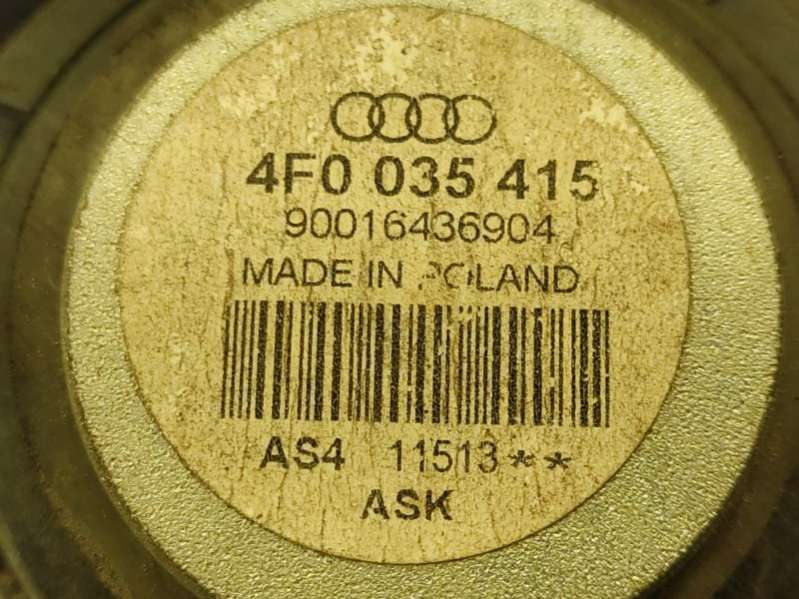 4F0 035 415
90016436904
MADE IN POLAND
AS4 11513**
ASK